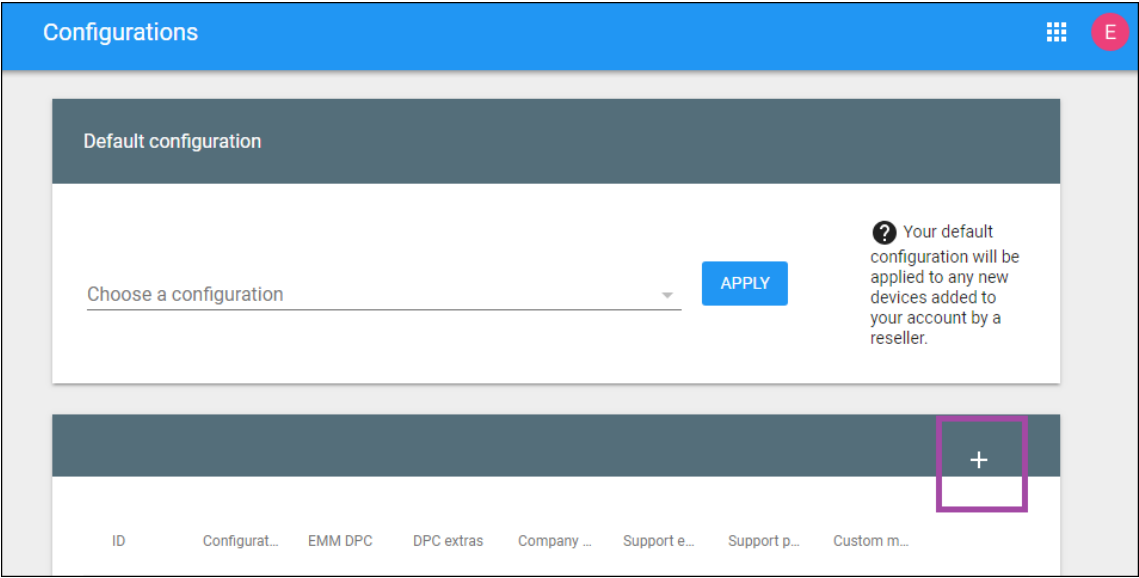 Configurations
E
Default configuration
Choose a configuration
APPLY
? Your default
configuration will be
applied to any new
devices added to
your account by a
reseller.
+
ID Configurat... EMM DPC DPC extras Company ... Support e... Support p... Custom m...